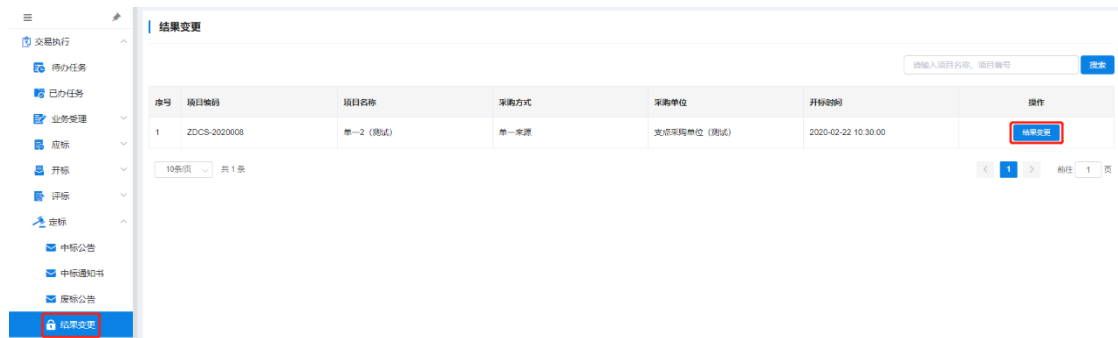 结果变更
交易执行
待办任务
已办任务
业务受理
应标
开标
评标
定标
中标公告
中标通知书
废标公告
结果变更
请输入项目名称、项目编号
搜索
序号 项目编码 项目名称 采购方式 采购单位 开标时间 操作
1 ZDCS-2020008 单一2（测试） 单一来源 支点采购单位（测试） 2020-02-22 10:30:00 结果变更
10条/页 共 1 条 1 前往 1 页